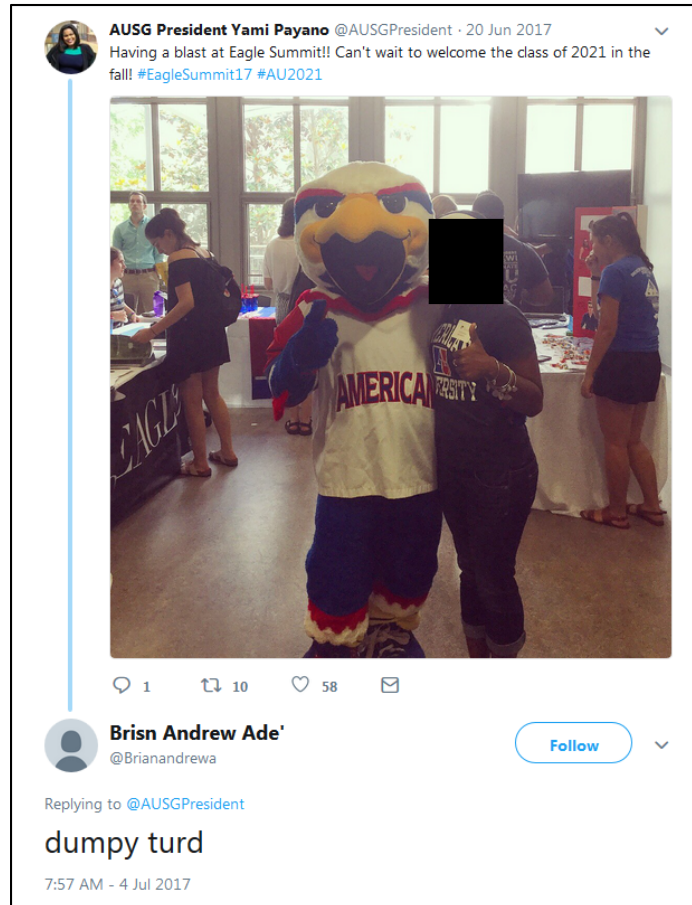 AUSG President Yami Payano @AUSGPresident · 20 Jun 2017
Having a blast at Eagle Summit!! Can't wait to welcome the class of 2021 in the
fall! #EagleSummit17 #AU2021
EAGLE
AMERICAN
1 10 58
Brisn Andrew Ade'
@Brianandrewa
Follow
Replying to @AUSGPresident
dumpy turd
7:57 AM - 4 Jul 2017